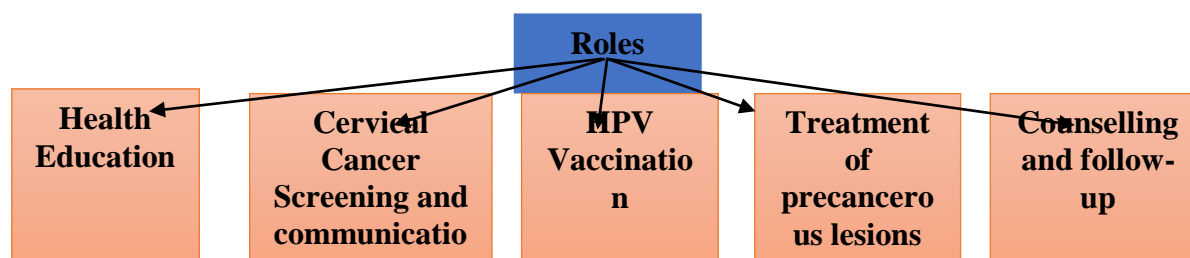 Roles
Health
Education
Cervical
Cancer
Screening and
communicatio
HPV
Vaccinatio
n
Treatment
of
precancero
us lesions
Counselling
and follow-
up